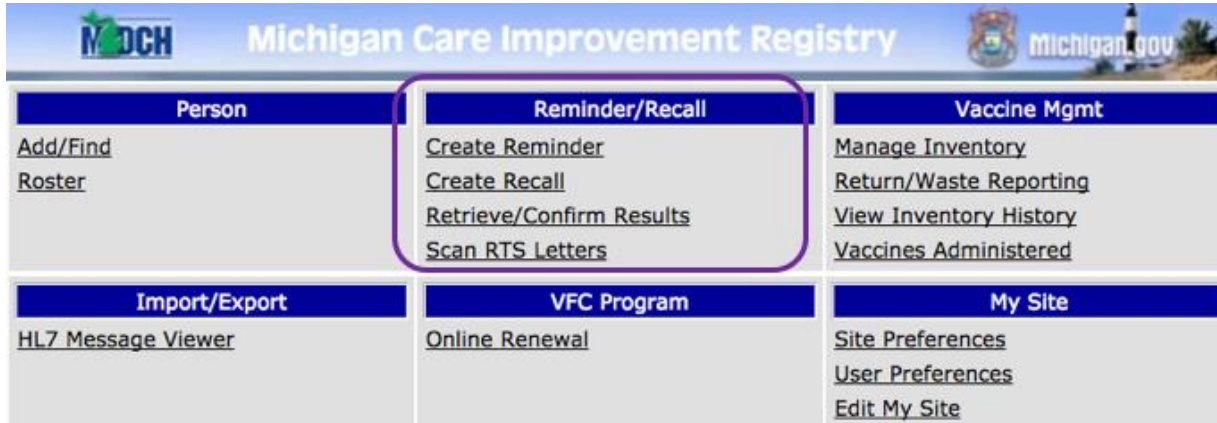 MDCH Michigan Care Improvement Registry Michigan.gov
Person
Add/Find
Roster
Reminder/Recall
Create Reminder
Create Recall
Retrieve/Confirm Results
Scan RTS Letters
Vaccine Mgmt
Manage Inventory
Return/Waste Reporting
View Inventory History
Vaccines Administered
Import/Export
HL7 Message Viewer
VFC Program
Online Renewal
My Site
Site Preferences
User Preferences
Edit My Site